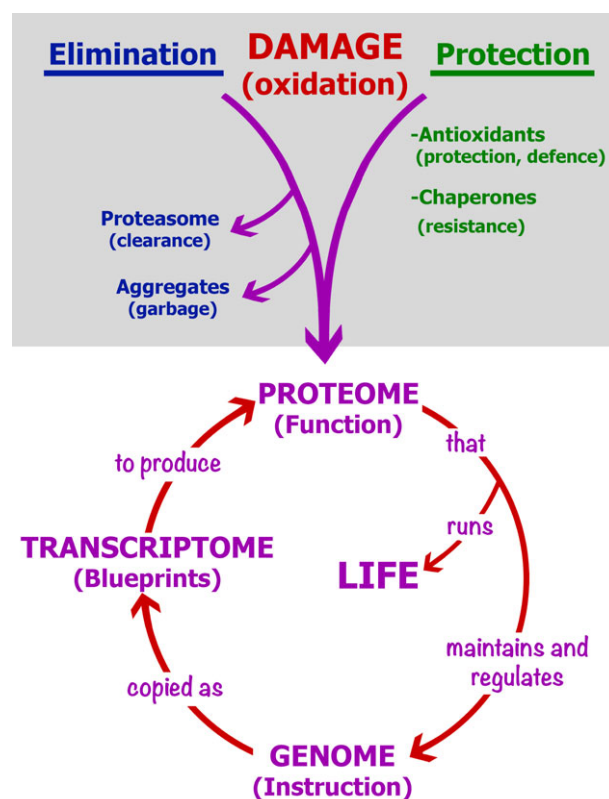 Elimination
DAMAGE
(oxidation)
Protection
-Antioxidants
(protection, defence)
-Chaperones
(resistance)
Proteasome
(clearance)
Aggregates
(garbage)
PROTEOME
(Function)
that
runs
LIFE
maintains and
regulates
GENOME
(Instruction)
copied as
TRANSCRIPTOME
(Blueprints)
to produce